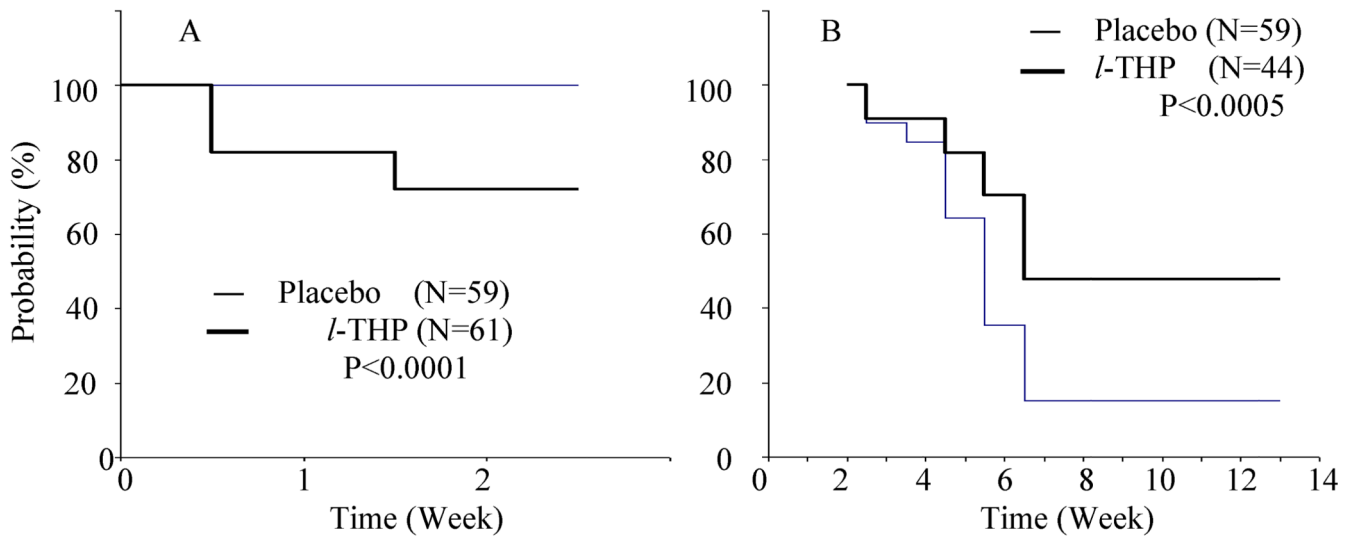 A
100
80
60
40
20
0
Probability (%)
Placebo (N=59)
l-THP (N=61)
P<0.0001
0 1 2
Time (Week)
B
Placebo (N=59)
l-THP (N=44)
P<0.0005
100
80
60
40
20
0
0 2 4 6 8 10 12 14
Time (Week)